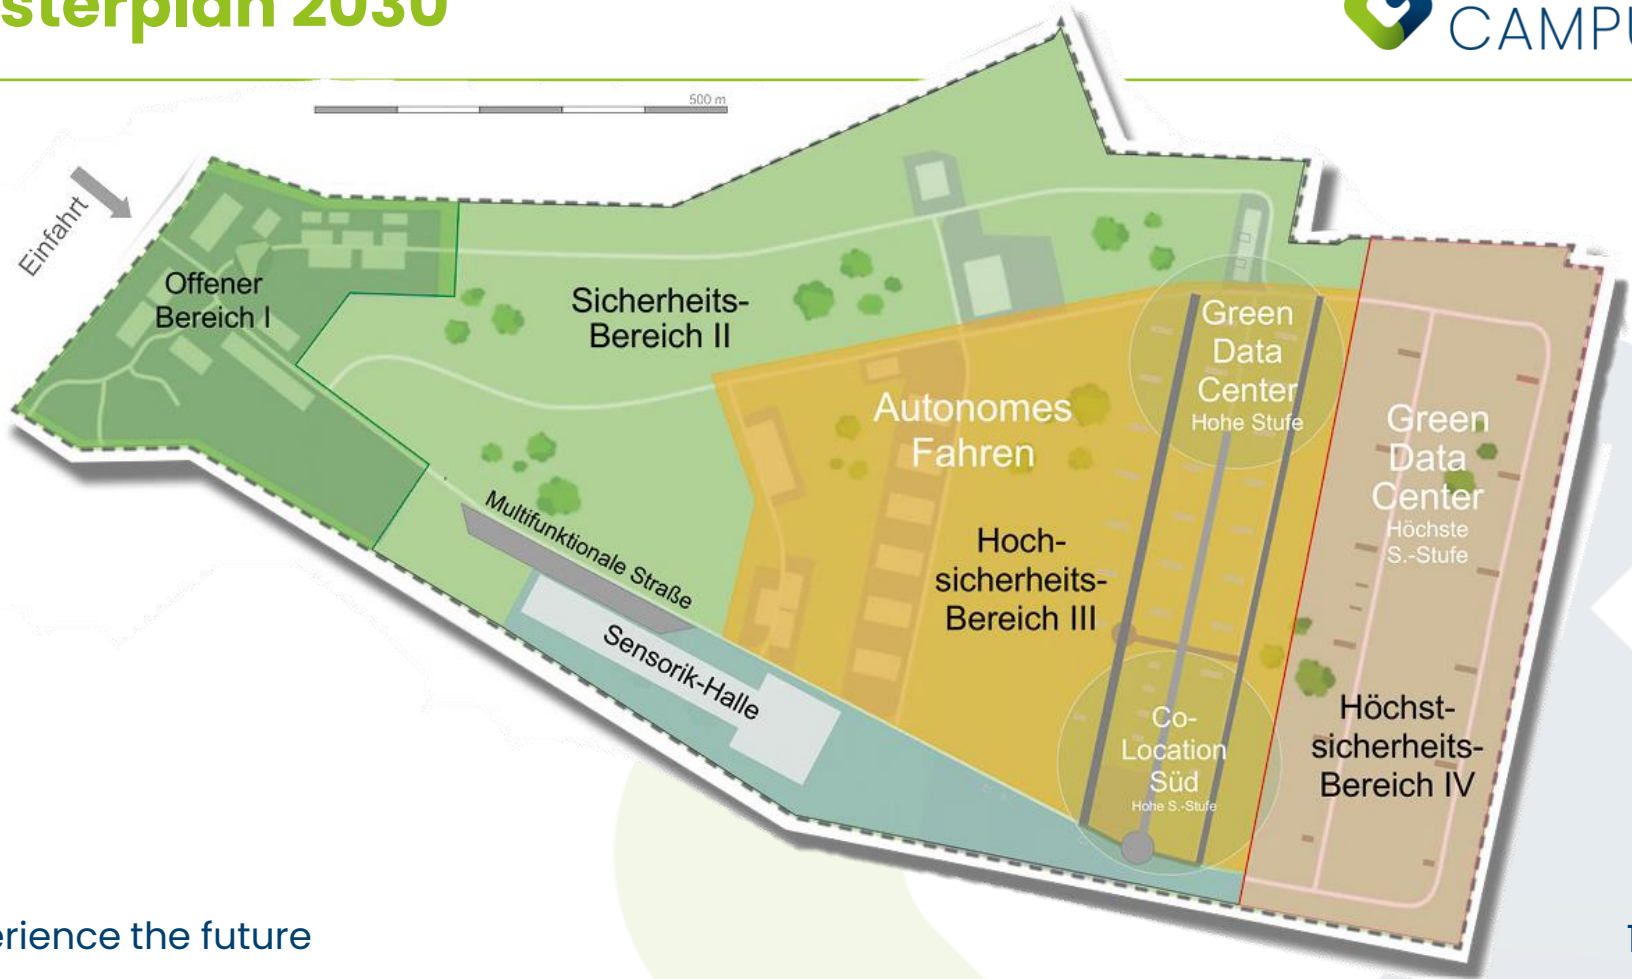 sterplan 2030
CAMPU
500 m
Einfahrt
Offener
Bereich I
Sicherheits-
Bereich II
Green
Data
Center
Hohe Stufe
Autonomes
Fahren
Green
Data
Center
Höchste
S.-Stufe
Multifunktionale Straße
Hoch-
sicherheits-
Bereich III
Sensorik-Halle
Co-
Location
Süd
Hohe S.-Stufe
Höchst-
sicherheits-
Bereich IV
erience the future
1